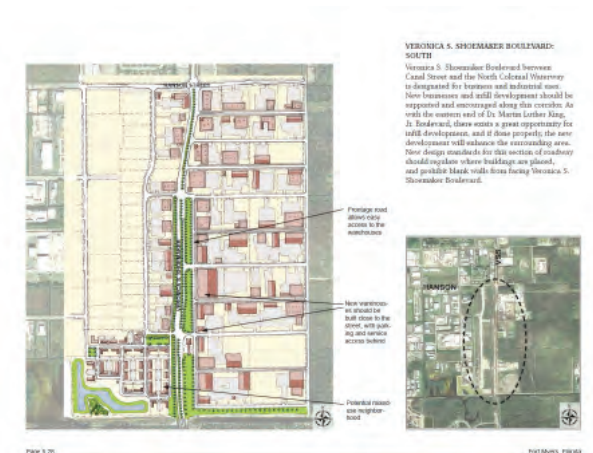 VERONICA S. SHOEMAKER BOULEVARD:
SOUTH
Veronica S. Shoemaker Boulevard between
Canal Street and the North Colonial Waterway
is designated for business and industrial uses.
New businesses and infill development should be
supported and encouraged along this corridor. As
with the eastern end of Dr. Martin Luther King,
Jr. Boulevard, there exists a great opportunity for
infill development, and if done properly, the new
development will enhance the surrounding area.
New design standards for this section of roadway
should regulate where buildings are placed,
and prohibit blank walls from facing Veronica S.
Shoemaker Boulevard.
Frontage road
allows easy
access to the
warehouses
New warehous-
es should be
built close to the
street, with park-
ing and service
access behind
Potential mixed-
use neighbor-
hood
HANSON
Fort Myers, Florida